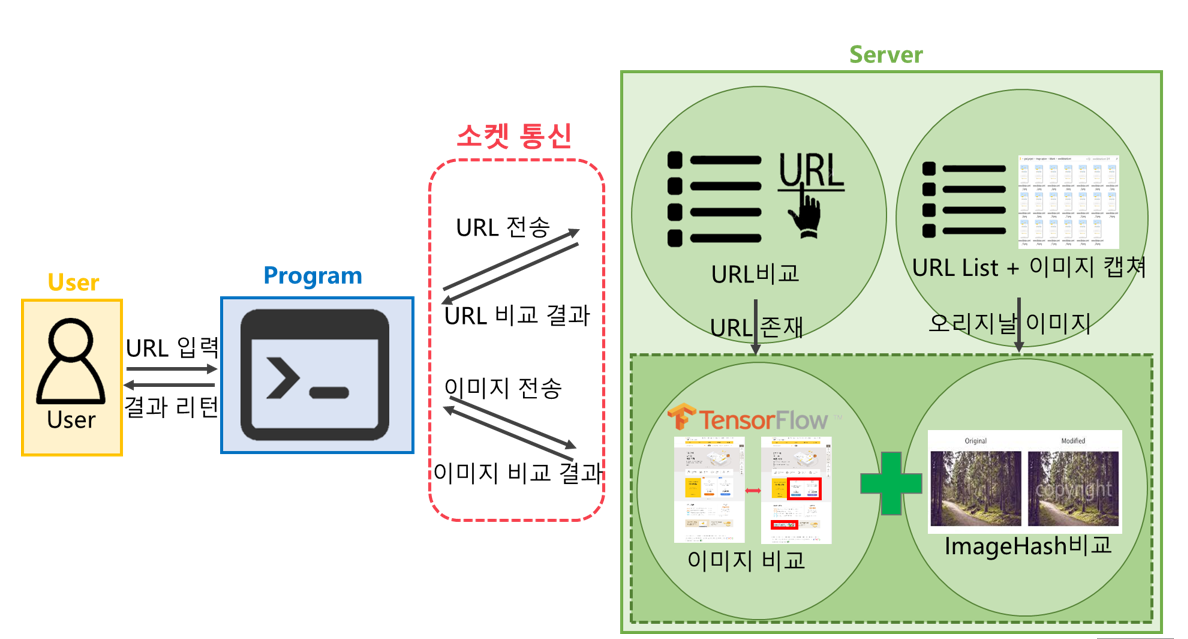 Server
소켓 통신
URL
URL 전송
URL비교
URL List + 이미지 캡쳐
User
Program
URL 비교 결과
URL 존재
오리지날 이미지
URL 입력
결과 리턴
User
이미지 전송
이미지 비교 결과
TensorFlow
Original
Modified
copyright
이미지 비교
ImageHash비교